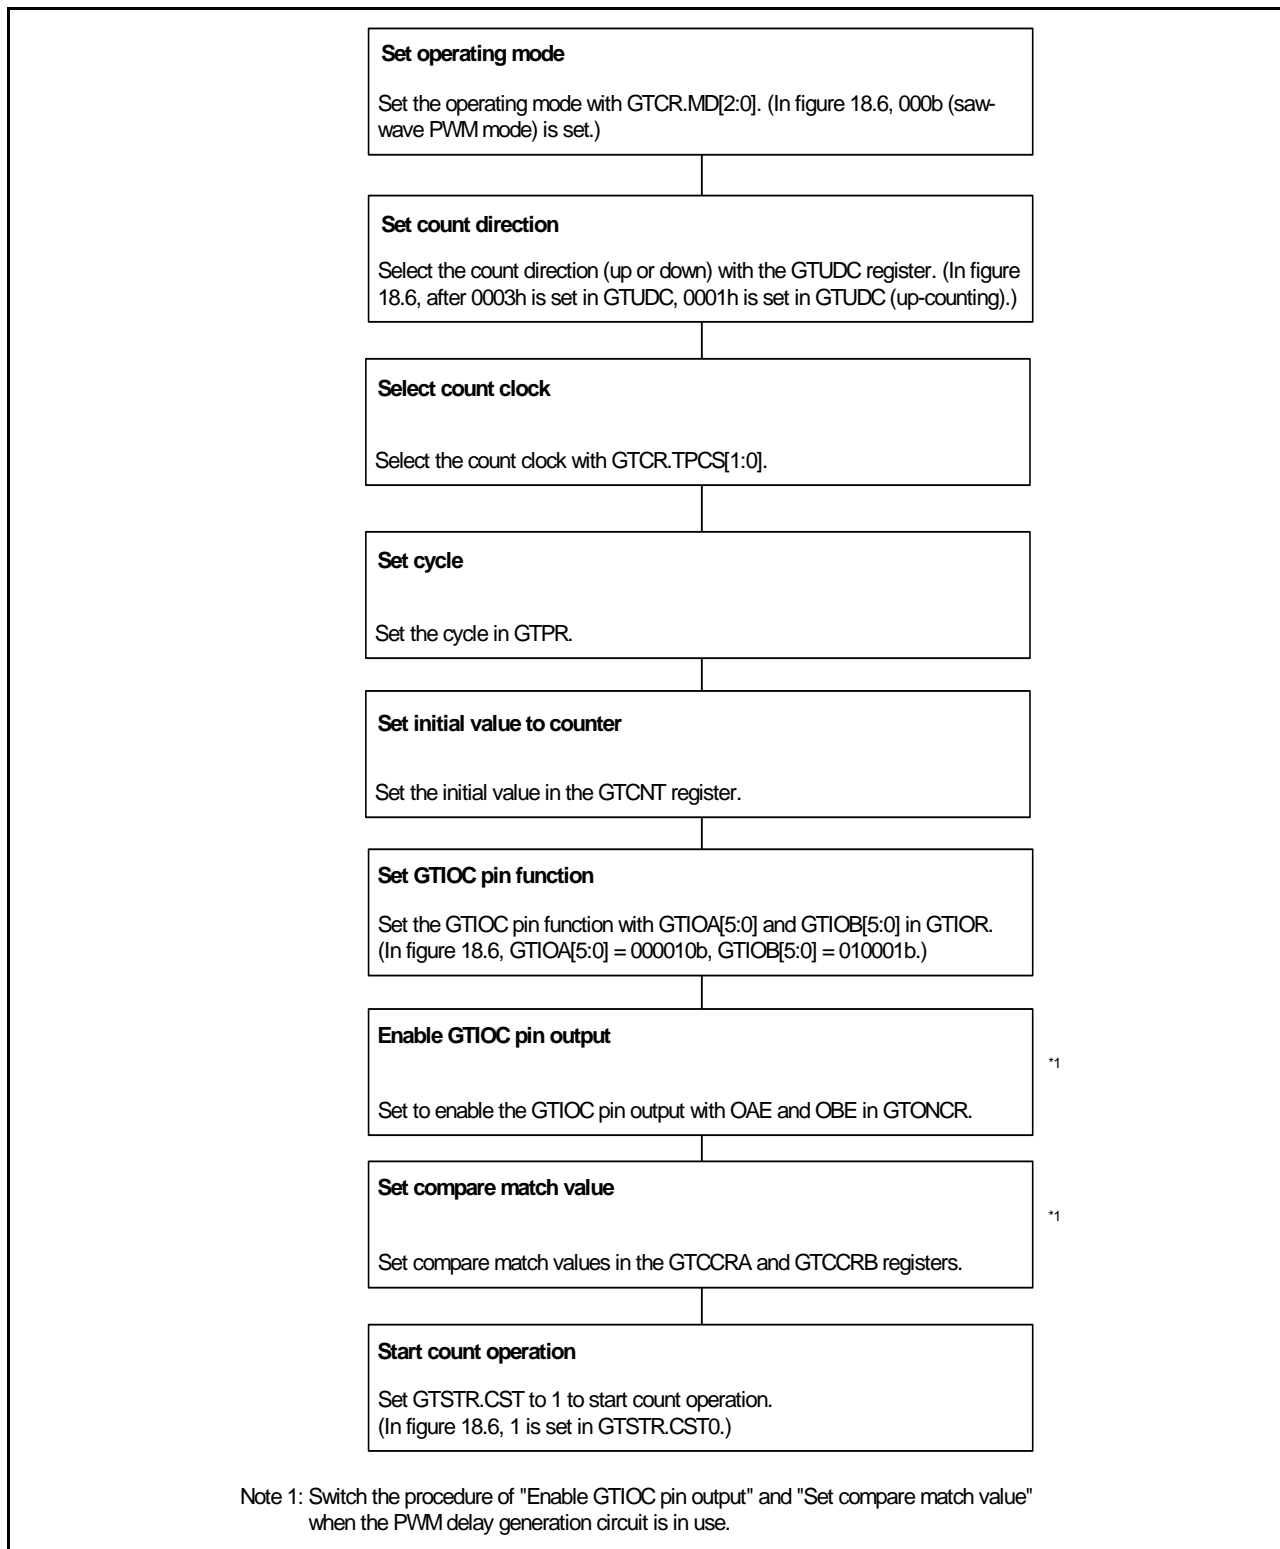 Set operating mode
Set the operating mode with GTCR.MD[2:0]. (In figure 18.6, 000b (saw-
wave PWM mode) is set.)
Set count direction
Select the count direction (up or down) with the GTUDC register. (In figure
18.6, after 0003h is set in GTUDC, 0001h is set in GTUDC (up-counting).)
Select count clock
Select the count clock with GTCR.TPCS[1:0].
Set cycle
Set the cycle in GTPR.
Set initial value to counter
Set the initial value in the GTCNT register.
Set GTIOC pin function
Set the GTIOC pin function with GTIOA[5:0] and GTIOB[5:0] in GTIOR.
(In figure 18.6, GTIOA[5:0] = 000010b, GTIOB[5:0] = 010001b.)
Enable GTIOC pin output
*1
Set to enable the GTIOC pin output with OAE and OBE in GTONCR.
Set compare match value
*1
Set compare match values in the GTCCRA and GTCCRB registers.
Start count operation
Set GTSTR.CST to 1 to start count operation.
(In figure 18.6, 1 is set in GTSTR.CST0.)
Note 1: Switch the procedure of "Enable GTIOC pin output" and "Set compare match value"
when the PWM delay generation circuit is in use.